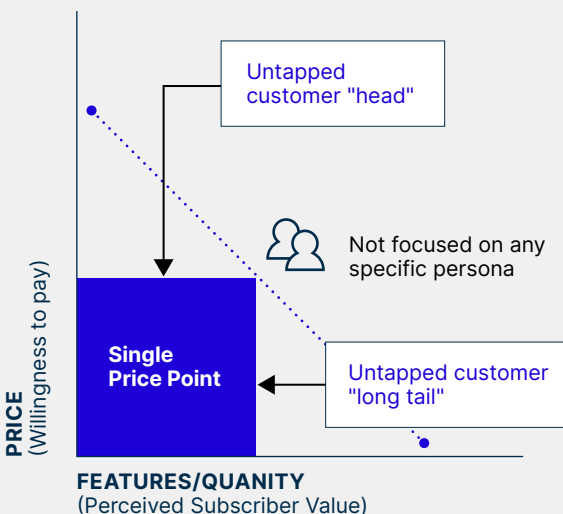 Untapped
customer "head"
Not focused on any
specific persona
Single
Price Point
Untapped customer
"long tail"
PRICE
(Willingness to pay)
FEATURES/QUANITY
(Perceived Subscriber Value)